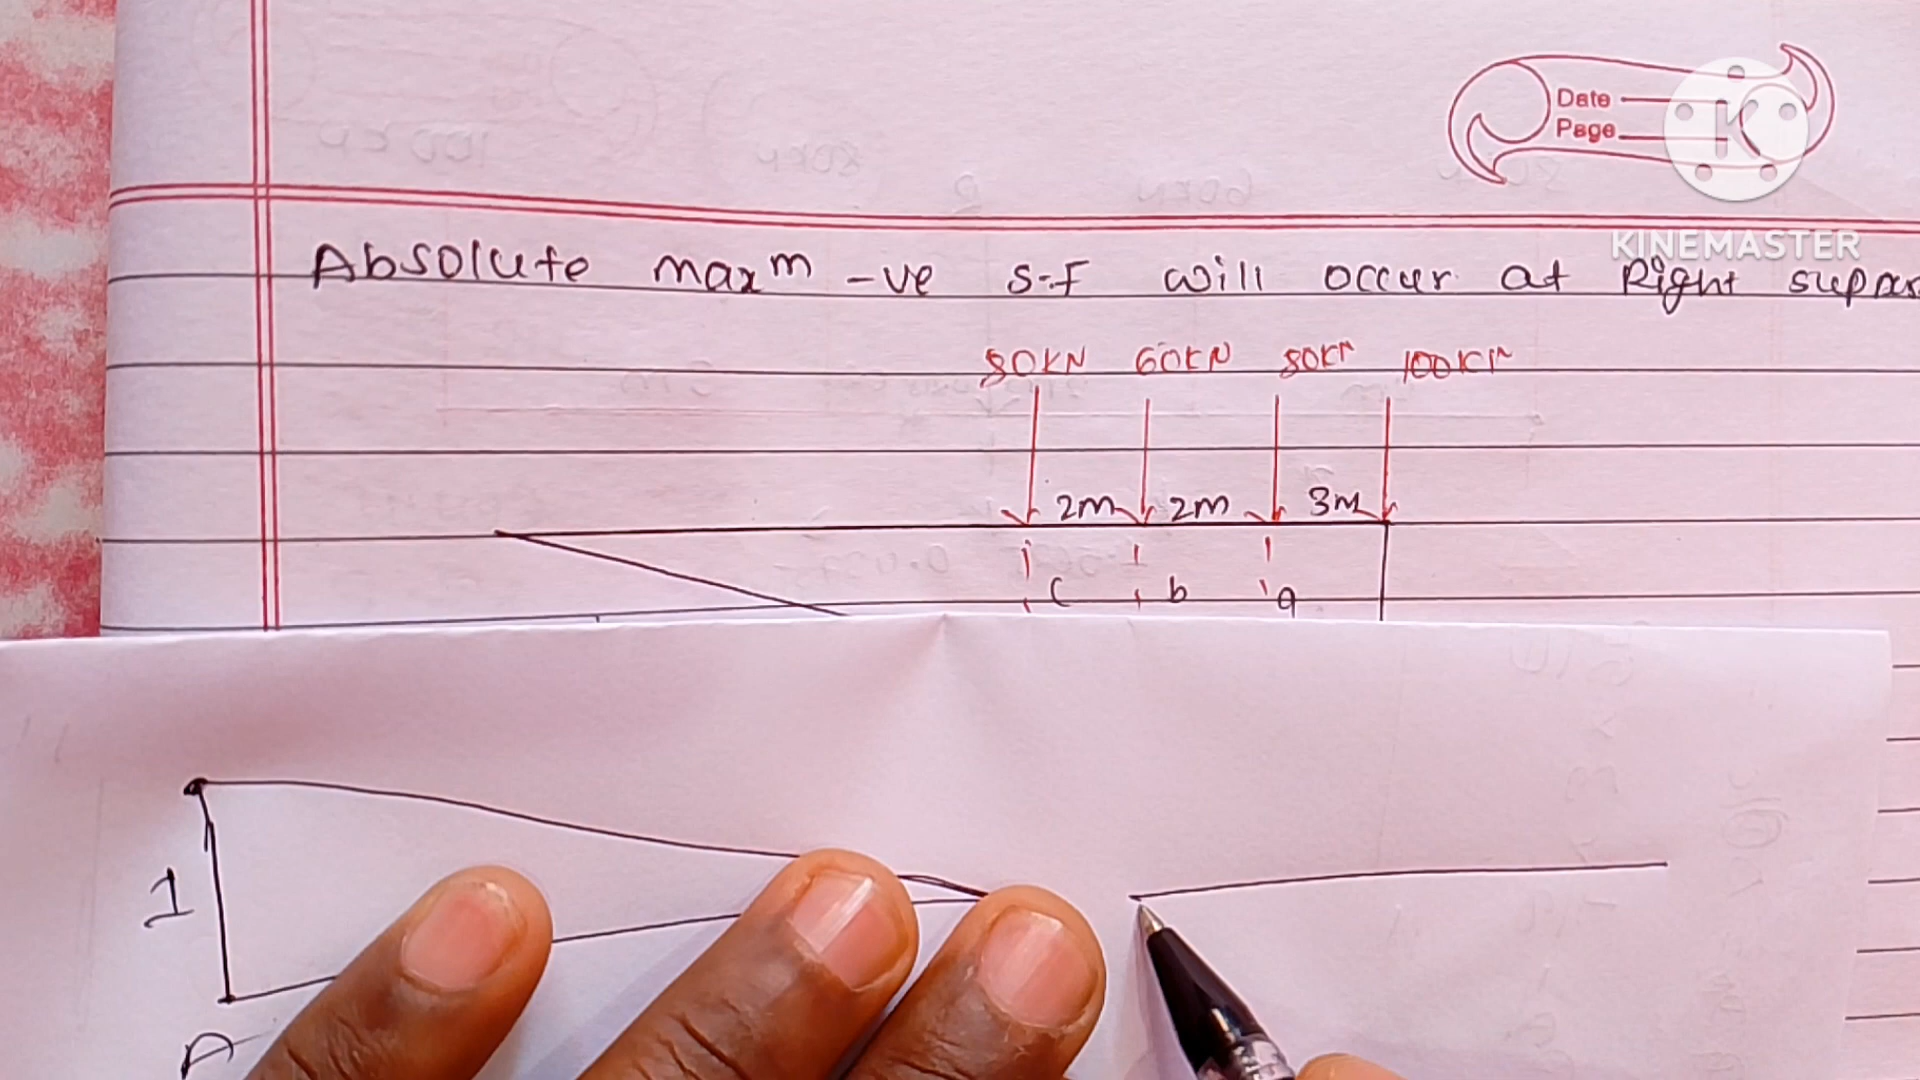 Date
Page
KINEMASTER
Absolute maxm -ve S.F will occur at Right
80KN 60KN 80KN 100KN
2m 2m 3m
c b a
1